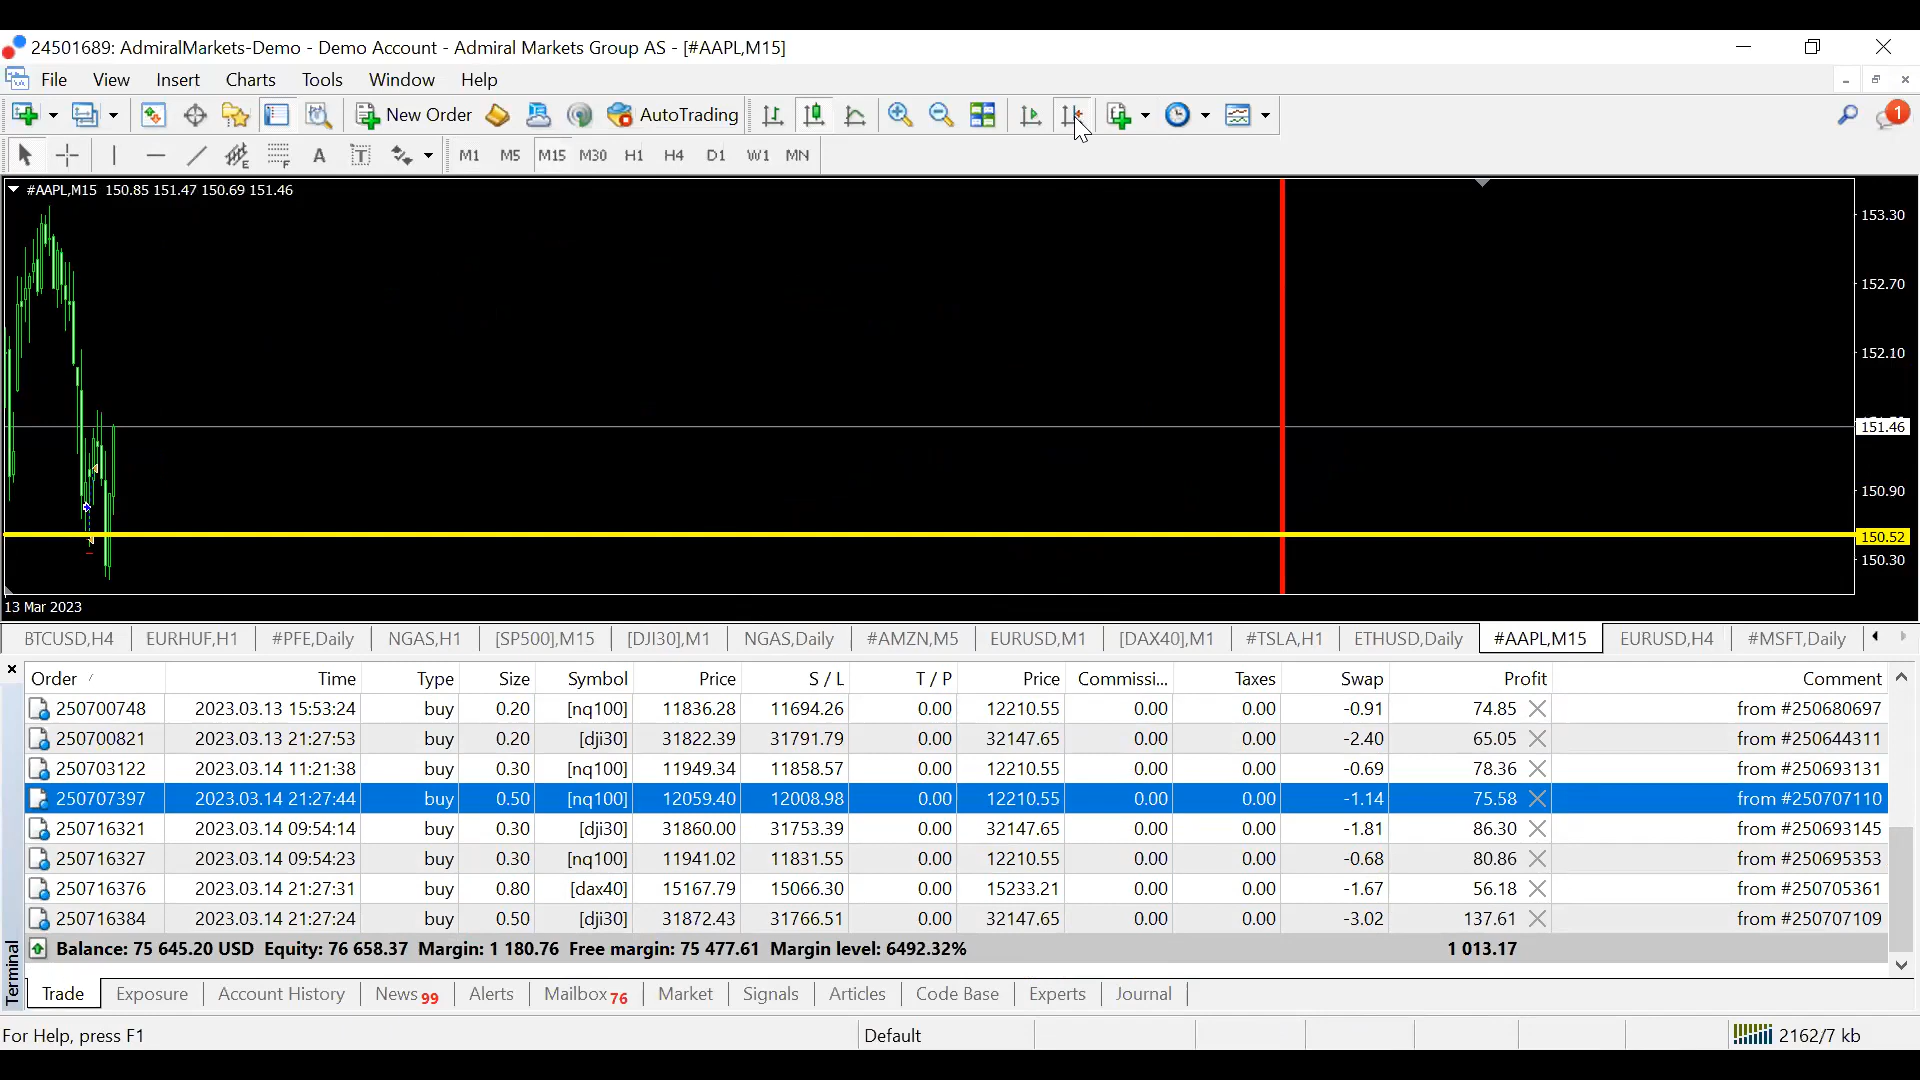 24501689: AdmiralMarkets-Demo - Demo Account - Admiral Markets Group AS - [#AAPL,M15]
File View Insert Charts Tools Window Help
New Order AutoTrading 1
E F A T M1 M5 M15 M30 H1 H4 D1 W1 MN
#AAPL,M15 150.85 151.47 150.69 151.46
153.30
152.70
152.10
151.46
150.90
150.52
150.30
13 Mar 2023
BTCUSD,H4 EURHUF,H1 #PFE,Daily NGAS,H1 [SP500],M15 [DJI30],M1 NGAS,Daily #AMZN,M5 EURUSD,M1 [DAX40],M1 #TSLA,H1 ETHUSD,Daily #AAPL,M15 EURUSD,H4 #MSFT,Daily
Order Time Type Size Symbol Price S / L T / P Price Commissi... Taxes Swap Profit Comment
250700748 2023.03.13 15:53:24 buy 0.20 [nq100] 11836.28 11694.26 0.00 12210.55 0.00 0.00 -0.91 74.85 from #250680697
250700821 2023.03.13 21:27:53 buy 0.20 [dji30] 31822.39 31791.79 0.00 32147.65 0.00 0.00 -2.40 65.05 from #250644311
250703122 2023.03.14 11:21:38 buy 0.30 [nq100] 11949.34 11858.57 0.00 12210.55 0.00 0.00 -0.69 78.36 from #250693131
250707397 2023.03.14 21:27:44 buy 0.50 [nq100] 12059.40 12008.98 0.00 12210.55 0.00 0.00 -1.14 75.58 from #250707110
250716321 2023.03.14 09:54:14 buy 0.30 [dji30] 31860.00 31753.39 0.00 32147.65 0.00 0.00 -1.81 86.30 from #250693145
250716327 2023.03.14 09:54:23 buy 0.30 [nq100] 11941.02 11831.55 0.00 12210.55 0.00 0.00 -0.68 80.86 from #250695353
250716376 2023.03.14 21:27:31 buy 0.80 [dax40] 15167.79 15066.30 0.00 15233.21 0.00 0.00 -1.67 56.18 from #250705361
250716384 2023.03.14 21:27:24 buy 0.50 [dji30] 31872.43 31766.51 0.00 32147.65 0.00 0.00 -3.02 137.61 from #250707109
Balance: 75 645.20 USD Equity: 76 658.37 Margin: 1 180.76 Free margin: 75 477.61 Margin level: 6492.32% 1 013.17
Terminal
Trade Exposure Account History News 99 Alerts Mailbox 76 Market Signals Articles Code Base Experts Journal
For Help, press F1 Default 2162/7 kb